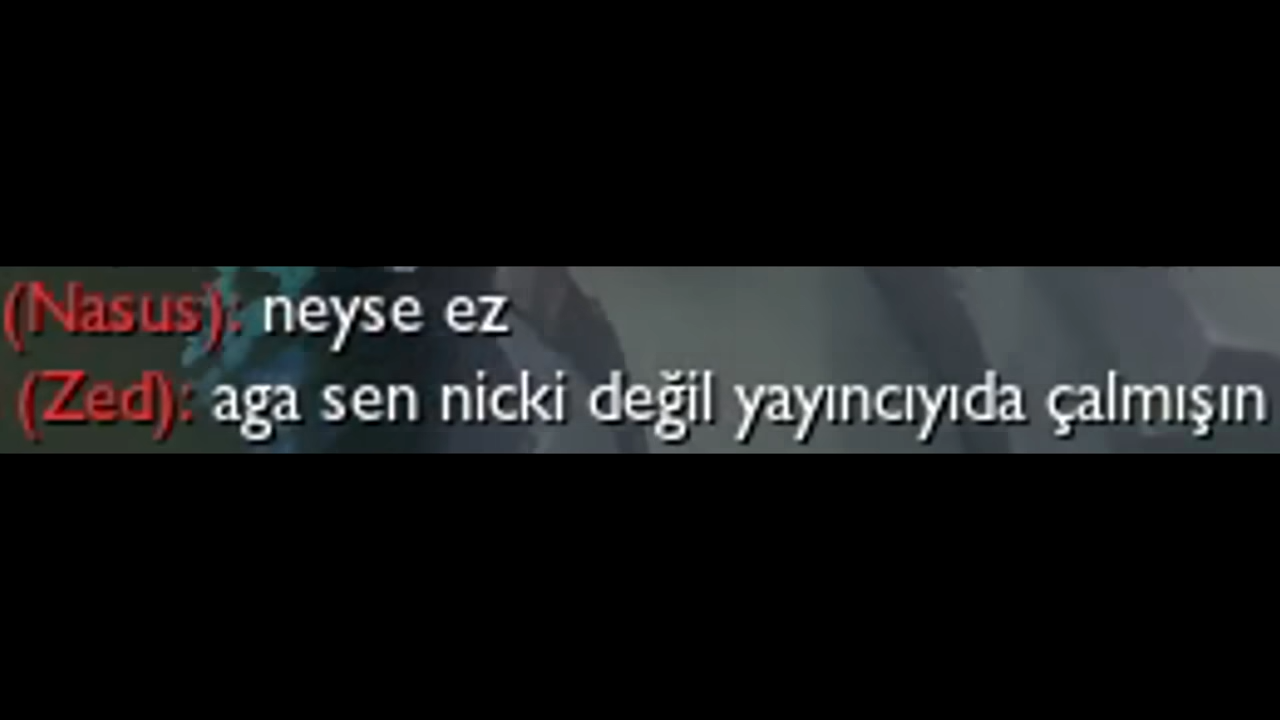 (Nasus): neyse ez
(Zed): aga sen nicki değil yayıncıyıda çalmışın